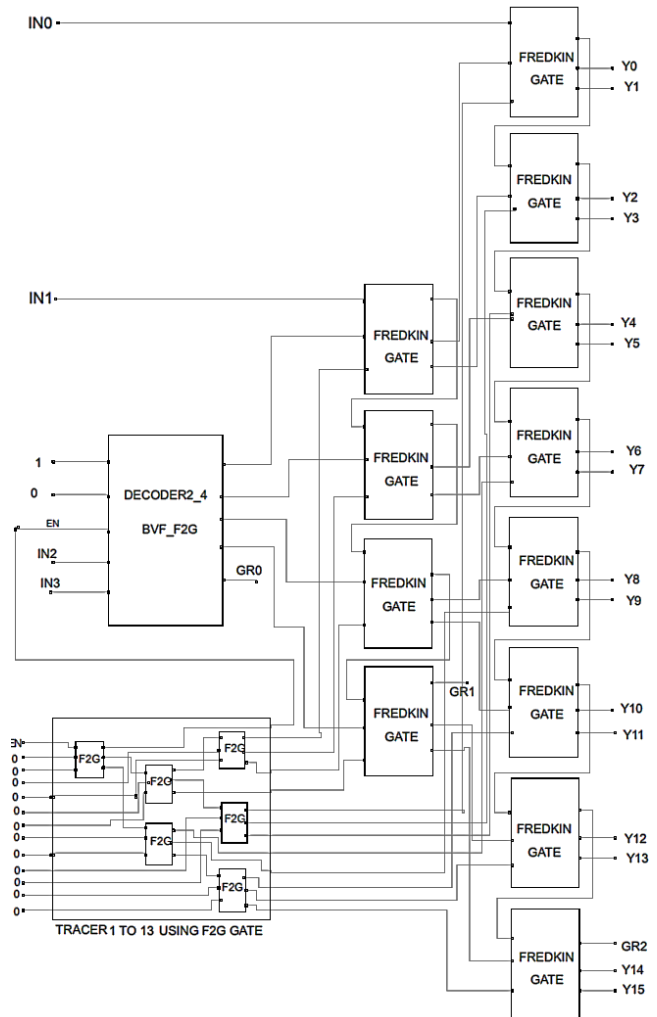 IN0
FREDKIN
GATE
Y0
Y1
FREDKIN
GATE
Y2
Y3
IN1
FREDKIN
GATE
FREDKIN
GATE
Y4
Y5
FREDKIN
GATE
FREDKIN
GATE
Y6
Y7
1
0
EN
IN2
IN3
DECODER2_4
BVF_F2G
GR0
FREDKIN
GATE
FREDKIN
GATE
Y8
Y9
FREDKIN
GATE
GR1
FREDKIN
GATE
Y10
Y11
EN
0
0
0
0
0
0
0
0
0
0
0
0
F2G
F2G
F2G
F2G
F2G
F2G
TRACER 1 TO 13 USING F2G GATE
FREDKIN
GATE
Y12
Y13
FREDKIN
GATE
GR2
Y14
Y15